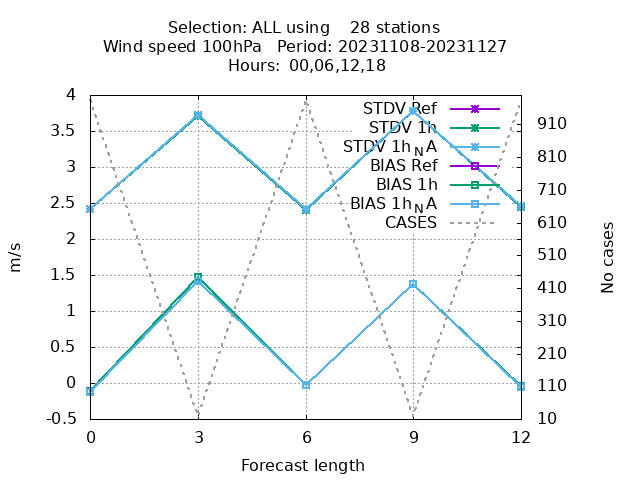 Selection: ALL using    28 stations
Wind speed 100hPa   Period: 20231108-20231127
Hours: 00,06,12,18
STDV Ref
STDV 1h
STDV 1h_NA
BIAS Ref
BIAS 1h
BIAS 1h_NA
CASES
4
3.5
3
2.5
2
1.5
1
0.5
0
-0.5
910
810
710
610
510
410
310
210
110
10
m/s
No cases
0
3
6
9
12
Forecast length